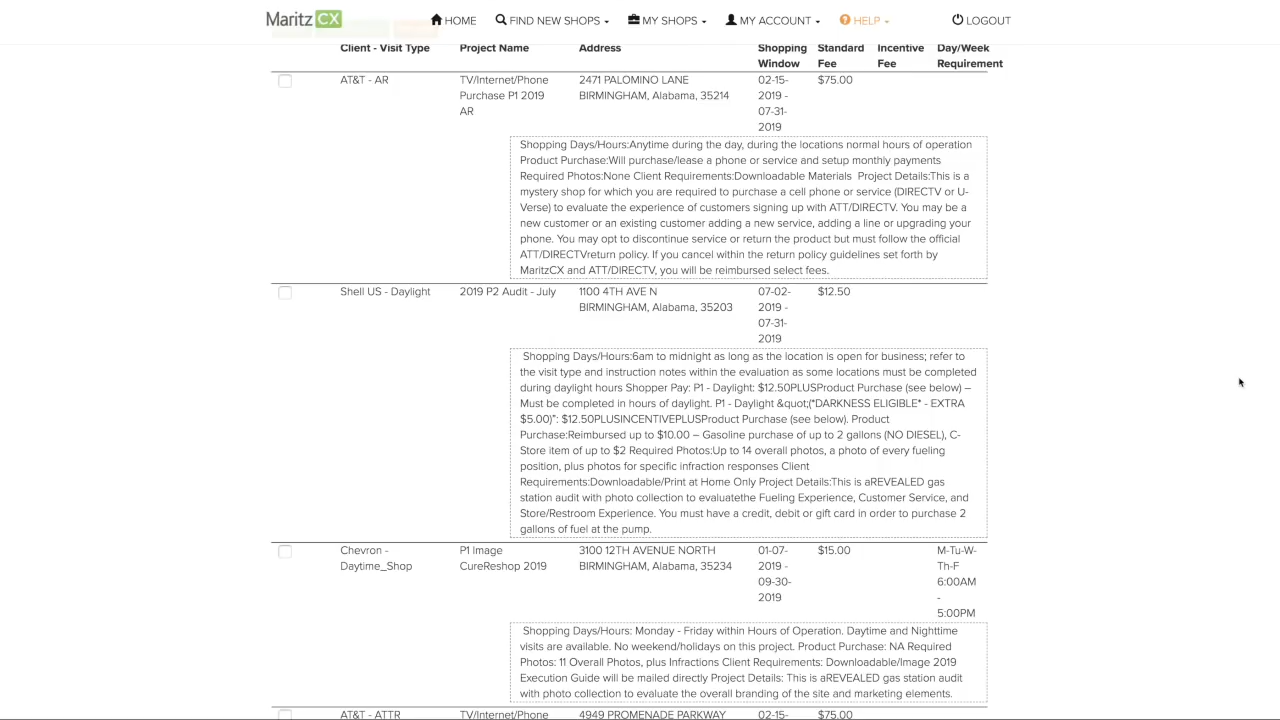 Maritz CX
HOME FIND NEW SHOPS MY SHOPS MY ACCOUNT HELP LOGOUT
Client - Visit Type Project Name Address Shopping Window Standard Fee Incentive Fee Day/Week Requirement
AT&T - AR
TV/Internet/Phone
Purchase P1 2019
AR
2471 PALOMINO LANE
BIRMINGHAM, Alabama, 35214
02-15-
2019 -
07-31-
2019
$75.00
Shopping Days/Hours:Anytime during the day, during the locations normal hours of operation
Product Purchase:Will purchase/lease a phone or service and setup monthly payments
Required Photos:None Client Requirements:Downloadable Materials  Project Details:This is a
mystery shop for which you are required to purchase a cell phone or service (DIRECTV or U-
Verse) to evaluate the experience of customers signing up with ATT/DIRECTV. You may be a
new customer or an existing customer adding a new service, adding a line or upgrading your
phone. You may opt to discontinue service or return the product but must follow the official
ATT/DIRECTVreturn policy. If you cancel within the return policy guidelines set forth by
MaritzCX and ATT/DIRECTV, you will be reimbursed select fees.
Shell US - Daylight
2019 P2 Audit - July
1100 4TH AVE N
BIRMINGHAM, Alabama, 35203
07-02-
2019 -
07-31-
2019
$12.50
Shopping Days/Hours:6am to midnight as long as the location is open for business; refer to
the visit type and instruction notes within the evaluation as some locations must be completed
during daylight hours Shopper Pay: P1 - Daylight: $12.50PLUSProduct Purchase (see below) –
Must be completed in hours of daylight. P1 - Daylight &quot;(*DARKNESS ELIGIBLE* - EXTRA
$5.00)": $12.50PLUSINCENTIVEPLUSProduct Purchase (see below). Product
Purchase:Reimbursed up to $10.00 – Gasoline purchase of up to 2 gallons (NO DIESEL), C-
Store item of up to $2 Required Photos:Up to 14 overall photos, a photo of every fueling
position, plus photos for specific infraction responses Client
Requirements:Downloadable/Print at Home Only Project Details:This is aREVEALED gas
station audit with photo collection to evaluatethe Fueling Experience, Customer Service, and
Store/Restroom Experience. You must have a credit, debit or gift card in order to purchase 2
gallons of fuel at the pump.
Chevron -
Daytime_Shop
P1 Image
CureReshop 2019
3100 12TH AVENUE NORTH
BIRMINGHAM, Alabama, 35234
01-07-
2019 -
09-30-
2019
$15.00
M-Tu-W-
Th-F
6:00AM
-
5:00PM
Shopping Days/Hours: Monday - Friday within Hours of Operation. Daytime and Nighttime
visits are available. No weekend/holidays on this project. Product Purchase: NA Required
Photos: 11 Overall Photos, plus Infractions Client Requirements: Downloadable/Image 2019
Execution Guide will be mailed directly Project Details: This is aREVEALED gas station audit
with photo collection to evaluate the overall branding of the site and marketing elements.
AT&T - ATTR TV/Internet/Phone 4949 PROMENADE PARKWAY 02-15- $75.00